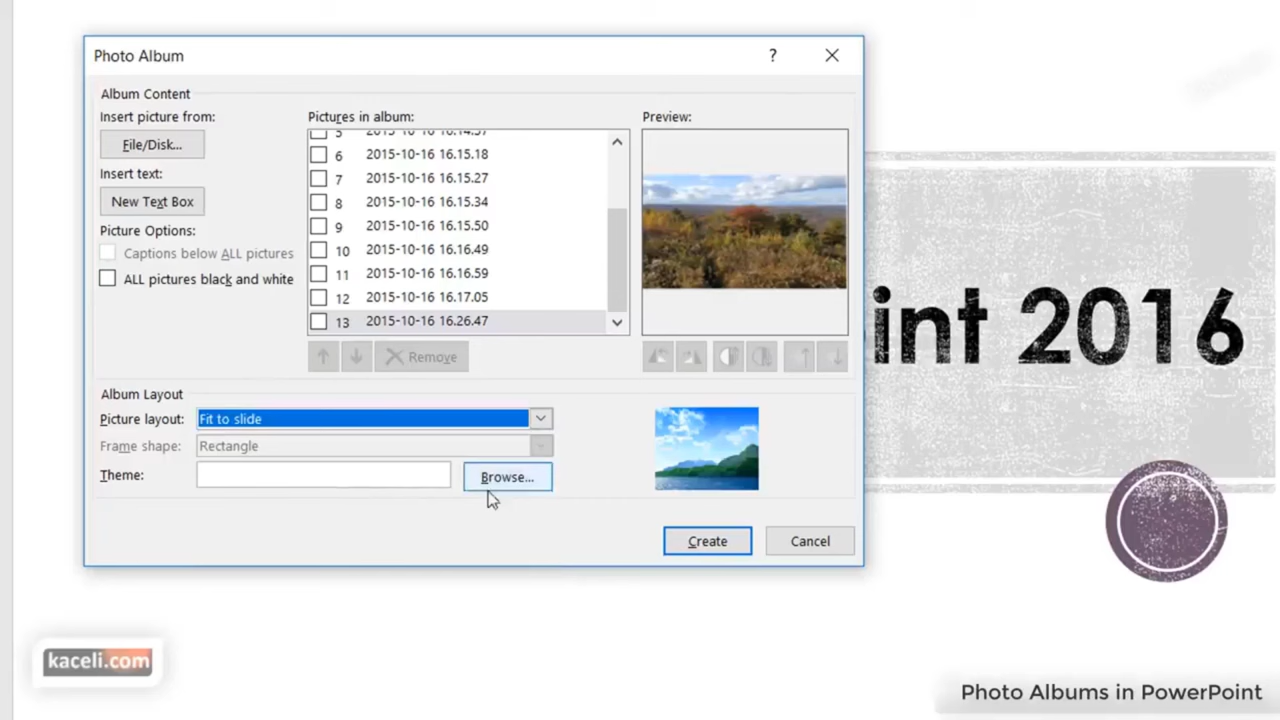 Photo Album
?
Album Content
Insert picture from:
File/Disk...
Insert text:
New Text Box
Picture Options:
Captions below ALL pictures
ALL pictures black and white
Pictures in album:
6 2015-10-16 16.15.18
7 2015-10-16 16.15.27
8 2015-10-16 16.15.34
9 2015-10-16 16.15.50
10 2015-10-16 16.16.49
11 2015-10-16 16.16.59
12 2015-10-16 16.17.05
13 2015-10-16 16.26.47
Remove
Preview:
Album Layout
Picture layout: Fit to slide
Frame shape: Rectangle
Theme:
Browse...
Create
Cancel
int 2016
kaceli.com
Photo Albums in PowerPoint